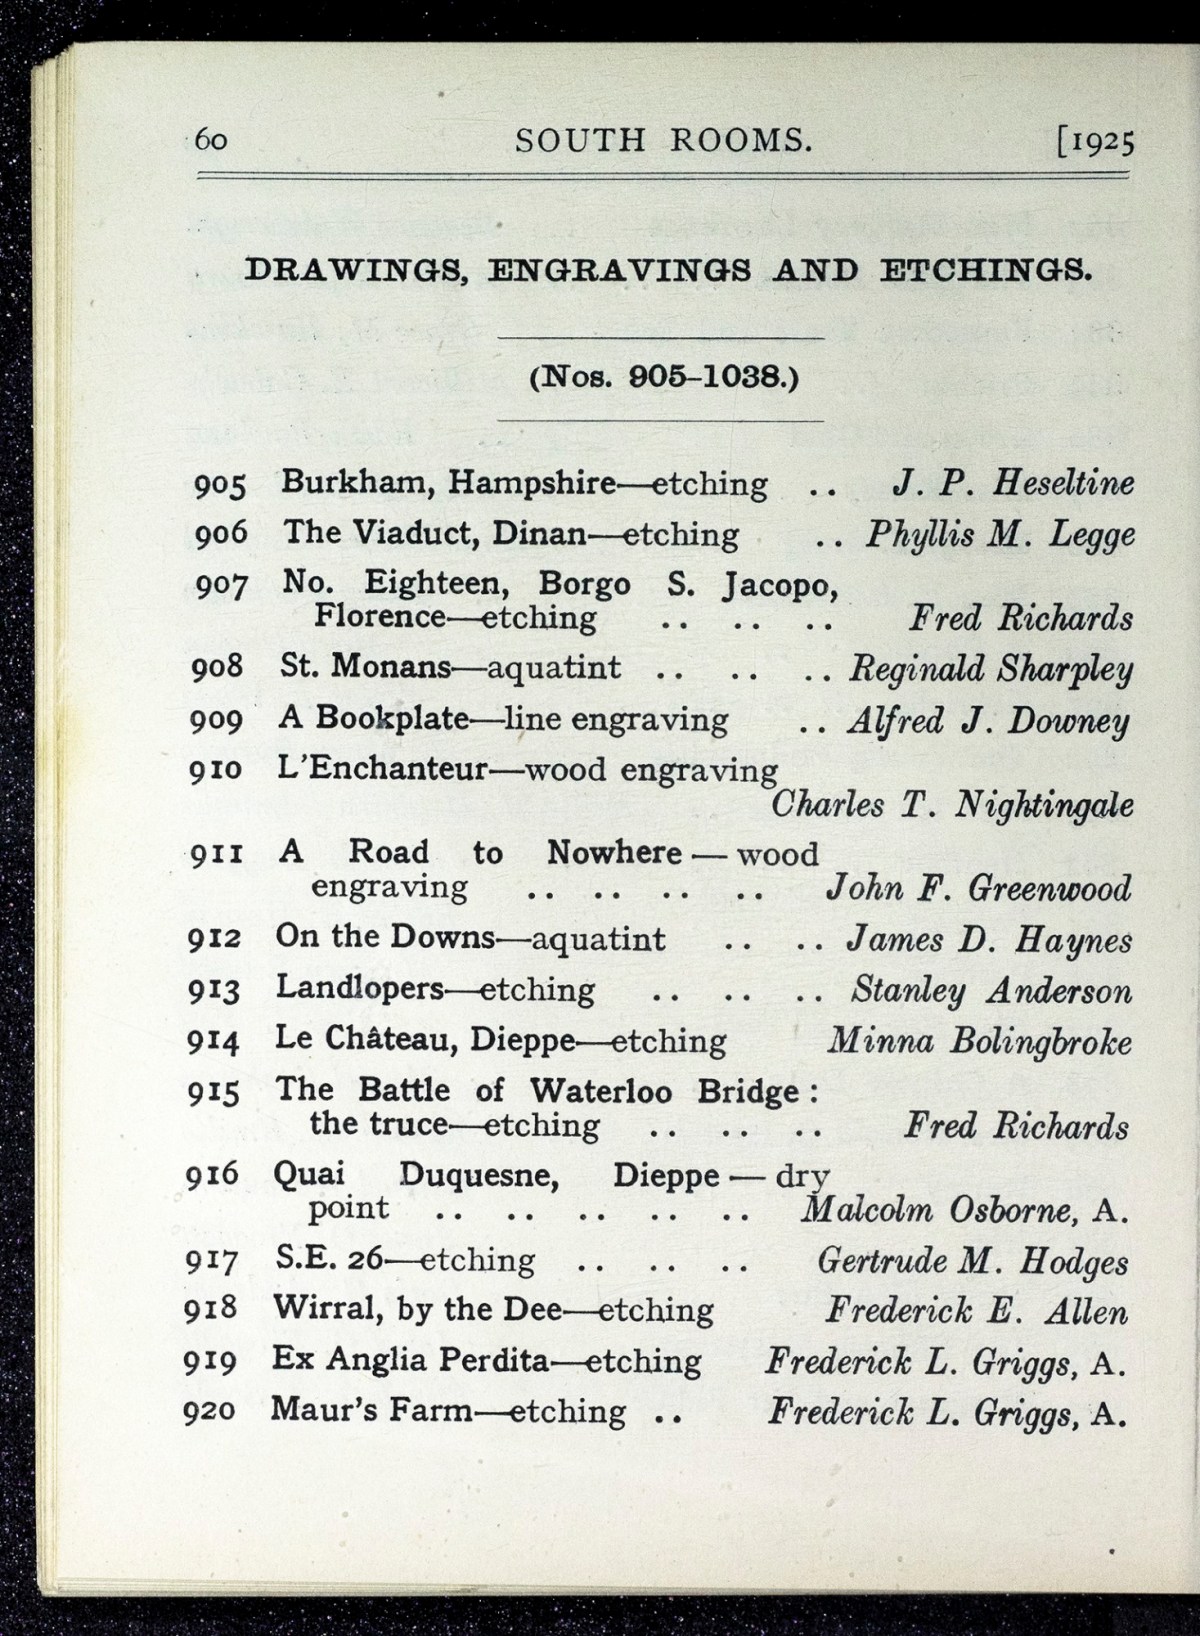 60 SOUTH ROOMS. [1925
DRAWINGS, ENGRAVINGS AND ETCHINGS.
(Nos. 905–1038.)
905 Burkham, Hampshire—etching .. J. P. Heseltine
906 The Viaduct, Dinan—etching .. Phyllis M. Legge
907 No. Eighteen, Borgo S. Jacopo,
Florence—etching .. .. .. Fred Richards
908 St. Monans—aquatint .. .. .. Reginald Sharpley
909 A Bookplate—line engraving .. Alfred J. Downey
910 L'Enchanteur—wood engraving
Charles T. Nightingale
911 A Road to Nowhere — wood
engraving .. .. .. .. John F. Greenwood
912 On the Downs—aquatint .. .. James D. Haynes
913 Landlopers—etching .. .. .. Stanley Anderson
914 Le Château, Dieppe—etching Minna Bolingbroke
915 The Battle of Waterloo Bridge :
the truce—etching .. .. .. Fred Richards
916 Quai Duquesne, Dieppe — dry
point .. .. .. .. .. Malcolm Osborne, A.
917 S.E. 26—etching .. .. .. Gertrude M. Hodges
918 Wirral, by the Dee—etching Frederick E. Allen
919 Ex Anglia Perdita—etching Frederick L. Griggs, A.
920 Maur's Farm—etching .. Frederick L. Griggs, A.